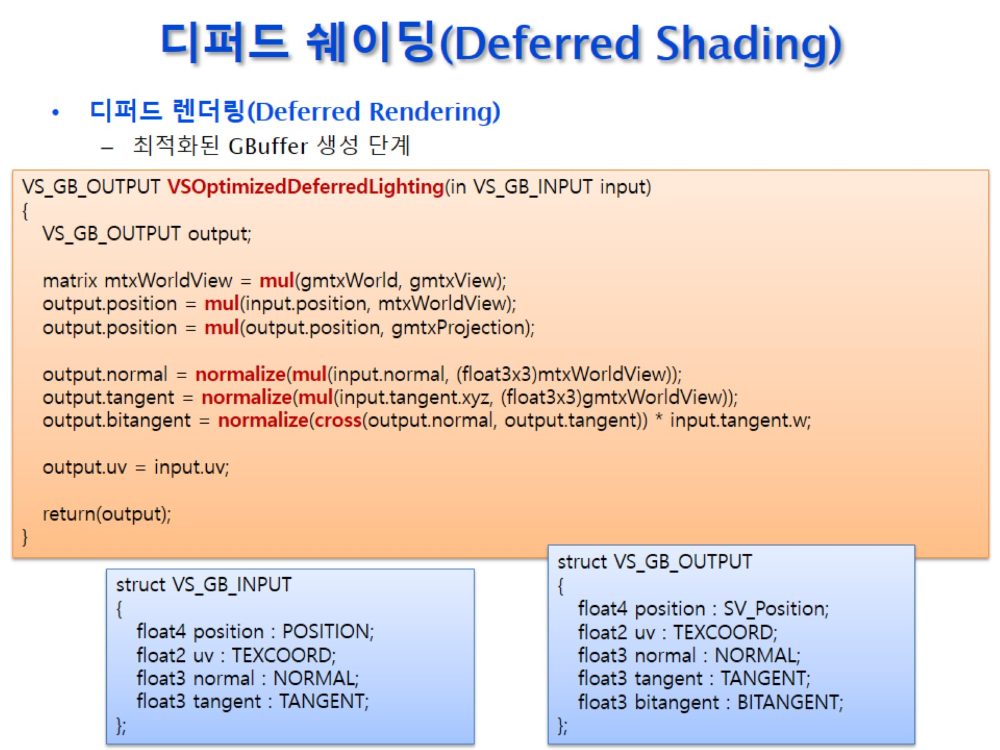 디퍼드 쉐이딩(Deferred Shading)
• 디퍼드 렌더링(Deferred Rendering)
– 최적화된 GBuffer 생성 단계
VS_GB_OUTPUT VSOptimizedDeferredLighting(in VS_GB_INPUT input)
{
VS_GB_OUTPUT output;
matrix mtxWorldView = mul(gmtxWorld, gmtxView);
output.position = mul(input.position, mtxWorldView);
output.position = mul(output.position, gmtxProjection);
output.normal = normalize(mul(input.normal, (float3x3)mtxWorldView));
output.tangent = normalize(mul(input.tangent.xyz, (float3x3)gmtxWorldView));
output.bitangent = normalize(cross(output.normal, output.tangent)) * input.tangent.w;
output.uv = input.uv;
return(output);
}
struct VS_GB_INPUT
{
float4 position : POSITION;
float2 uv : TEXCOORD;
float3 normal : NORMAL;
float3 tangent : TANGENT;
};
struct VS_GB_OUTPUT
{
float4 position : SV_Position;
float2 uv : TEXCOORD;
float3 normal : NORMAL;
float3 tangent : TANGENT;
float3 bitangent : BITANGENT;
};